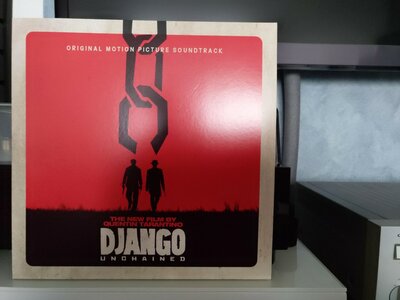 ORIGINAL MOTION PICTURE SOUNDTRACK
THE NEW FILM BY
QUENTIN TARANTINO
DJANGO
UNCHAINED